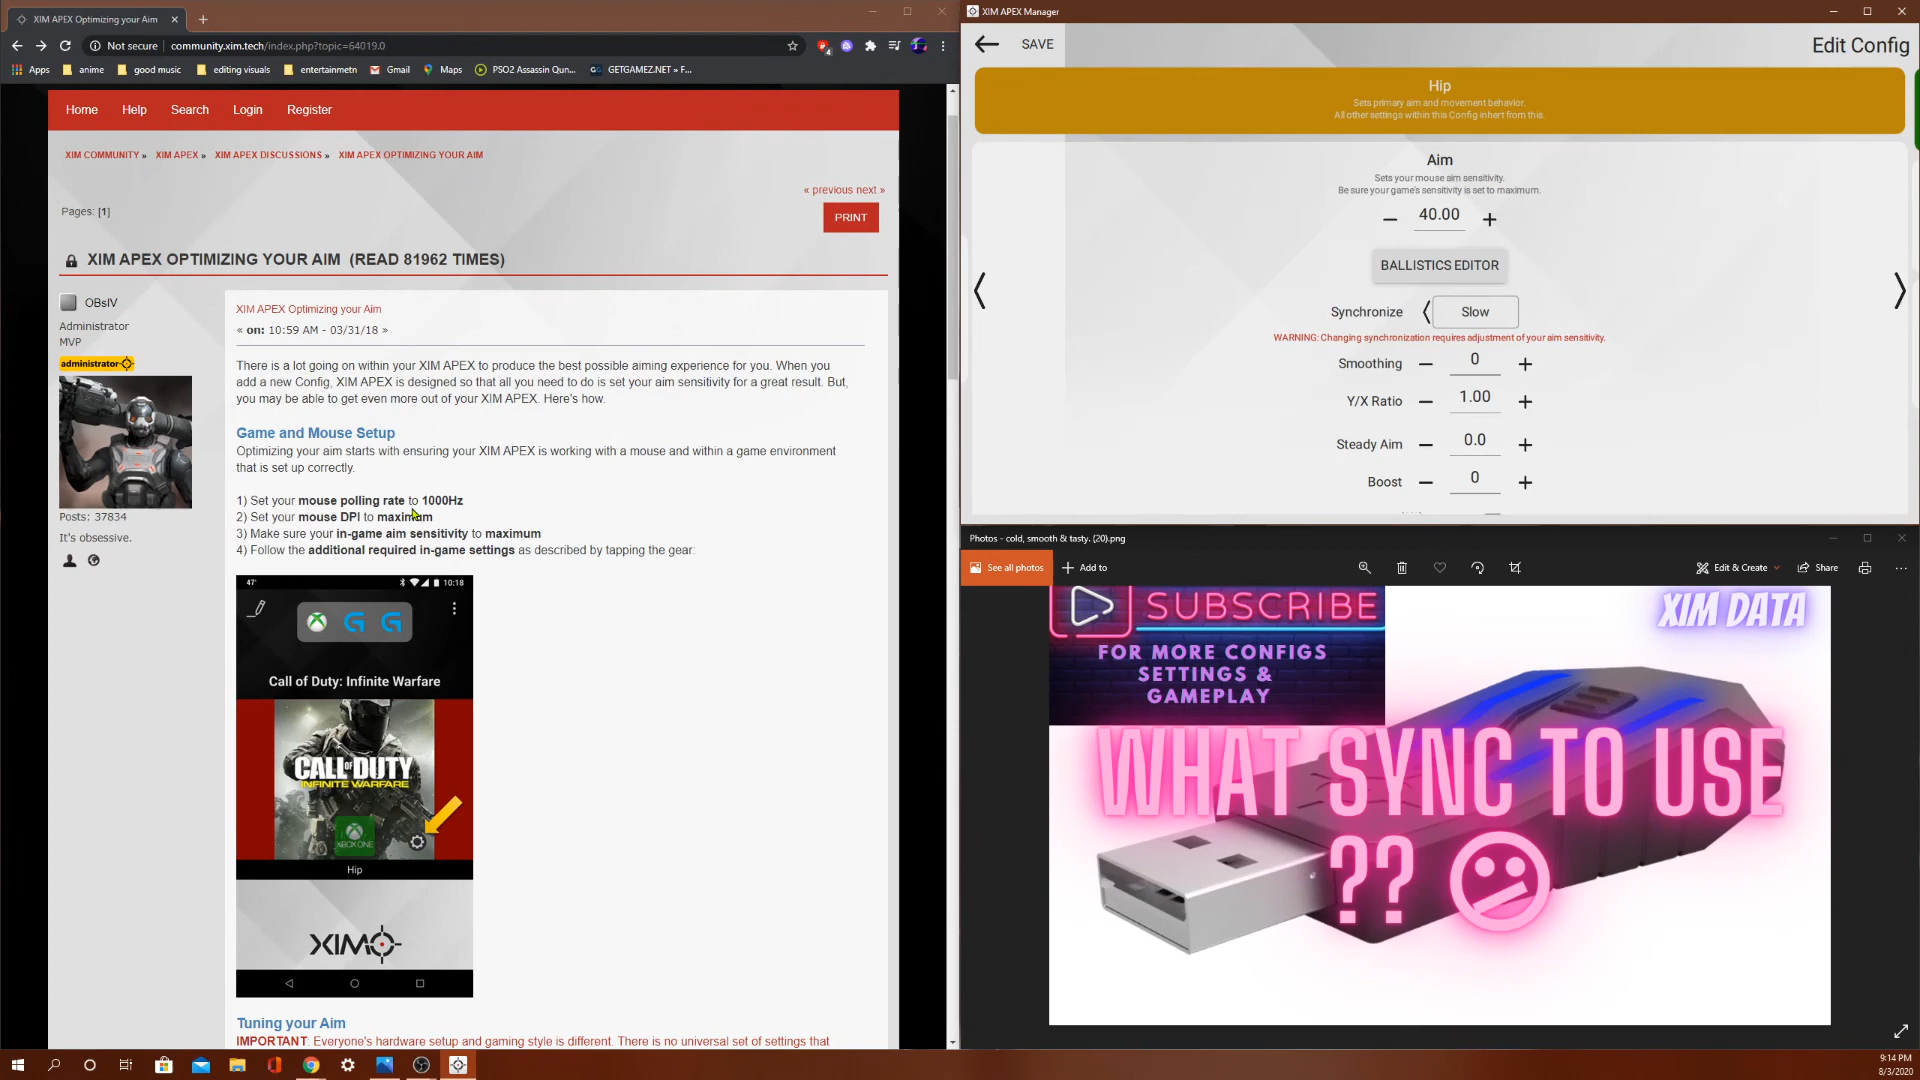 XIM APEX Optimizing your Aim
Not secure
community.xim.tech/index.php?topic=64019.0
Apps
anime
good music
editing visuals
entertainmetn
Gmail
Maps
PSO2 Assassin Qun...
GETGAMEZ.NET » F...
Home
Help
Search
Login
Register
XIM COMMUNITY »
XIM APEX »
XIM APEX DISCUSSIONS »
XIM APEX OPTIMIZING YOUR AIM
« previous next »
Pages: [1]
PRINT
XIM APEX OPTIMIZING YOUR AIM (READ 81962 TIMES)
OBsIV
Administrator
MVP
administrator
Posts: 37834
It's obsessive.
XIM APEX Optimizing your Aim
« on: 10:59 AM - 03/31/18 »
There is a lot going on within your XIM APEX to produce the best possible aiming experience for you. When you
add a new Config, XIM APEX is designed so that all you need to do is set your aim sensitivity for a great result. But,
you may be able to get even more out of your XIM APEX. Here's how.
Game and Mouse Setup
Optimizing your aim starts with ensuring your XIM APEX is working with a mouse and within a game environment
that is set up correctly.
1) Set your mouse polling rate to 1000Hz
2) Set your mouse DPI to maximum
3) Make sure your in-game aim sensitivity to maximum
4) Follow the additional required in-game settings as described by tapping the gear:
47°
10:18
Call of Duty: Infinite Warfare
CALL OF DUTY
INFINITE WARFARE
XBOX ONE
Hip
XIM
Tuning your Aim
IMPORTANT: Everyone's hardware setup and gaming style is different. There is no universal set of settings that
XIM APEX Manager
SAVE
Edit Config
Hip
Sets primary aim and movement behavior.
All other settings within this Config inhert from this.
Aim
Sets your mouse aim sensitivity.
Be sure your game's sensitivity is set to maximum.
40.00
BALLISTICS EDITOR
Synchronize
Slow
WARNING: Changing synchronization requires adjustment of your aim sensitivity.
Smoothing
0
Y/X Ratio
1.00
Steady Aim
0.0
Boost
0
Photos - cold, smooth & tasty. (20).png
See all photos
Add to
Edit & Create
Share
SUBSCRIBE
FOR MORE CONFIGS
SETTINGS &
GAMEPLAY
XIM DATA
WHAT SYNC TO USE
??
9:14 PM
8/3/2020